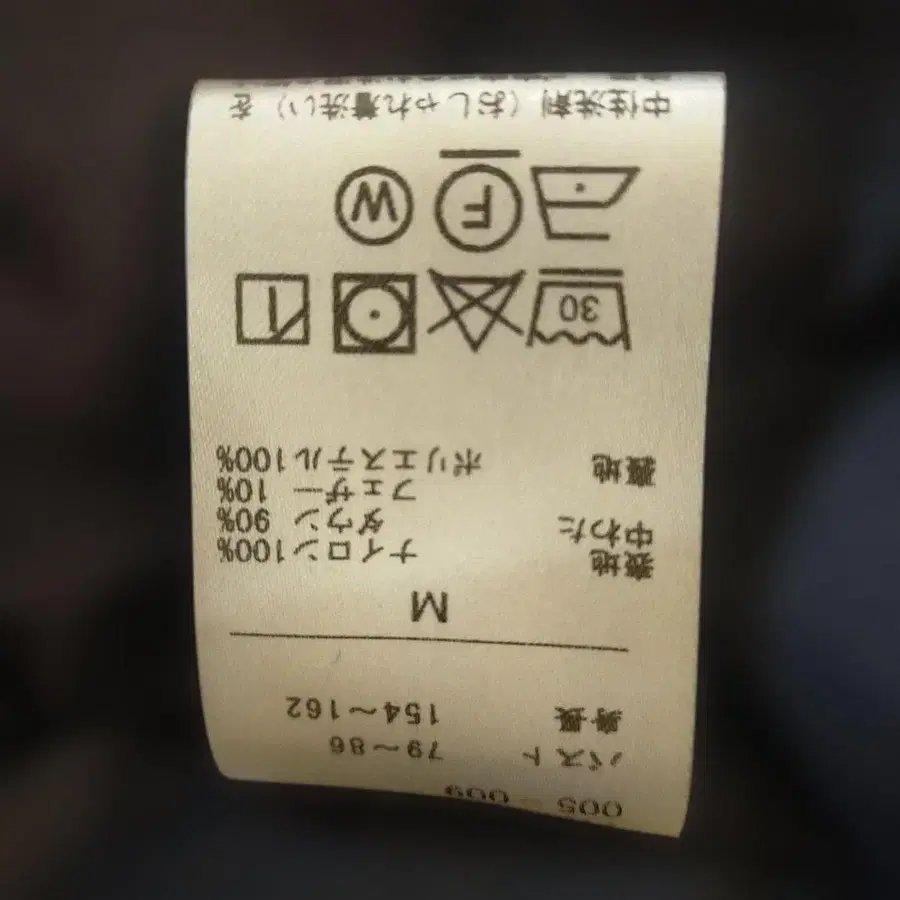 005 - 009
バスト 79～86
身長 154～162
M
表地 ナイロン100%
中わた ダウン 90%
フェザー 10%
裏地 ポリエステル100%
30
F W
中性洗剤（おしゃれ着洗い）を